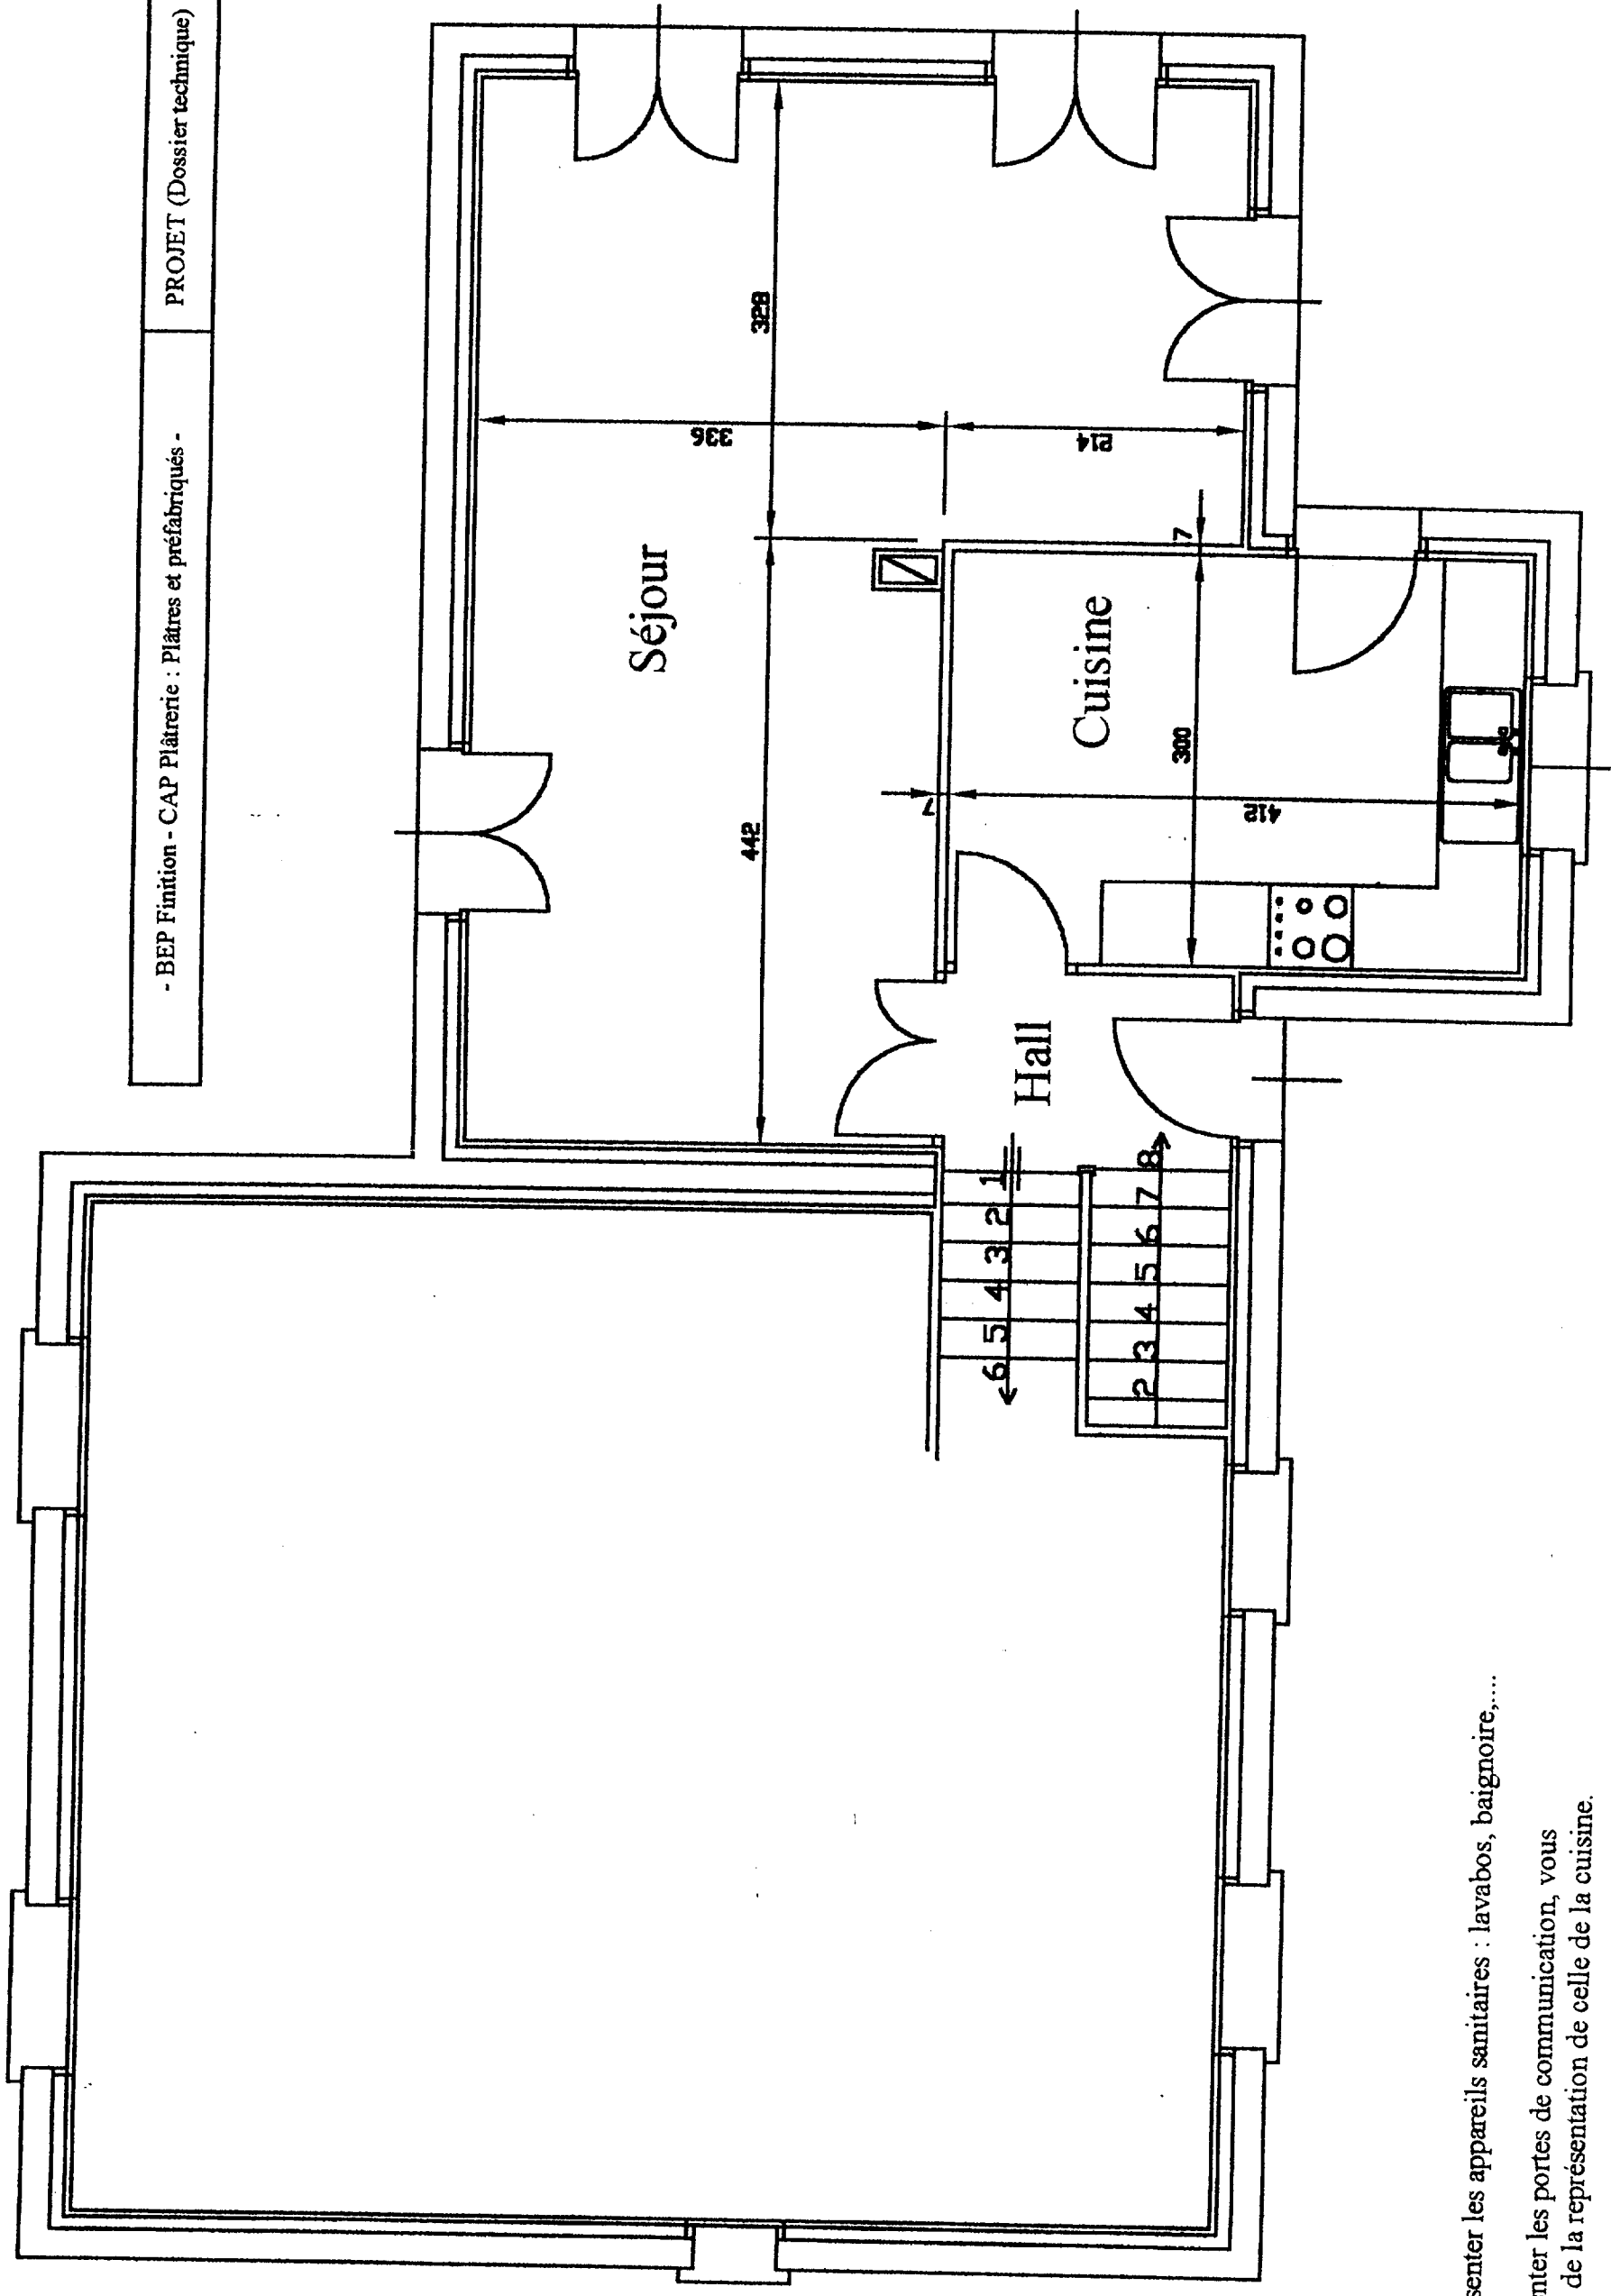 - BEP Finition - CAP Plâtrerie : Plâtres et préfabriqués -
PROJET (Dossier technique)
Séjour
336
328
442
214
7
Cuisine
300
7
412
Hall
6 5 4 3 2 1
2 3 4 5 6 7 8
senter les appareils sanitaires : lavabos, baignoire,....
nter les portes de communication, vous
de la représentation de celle de la cuisine.